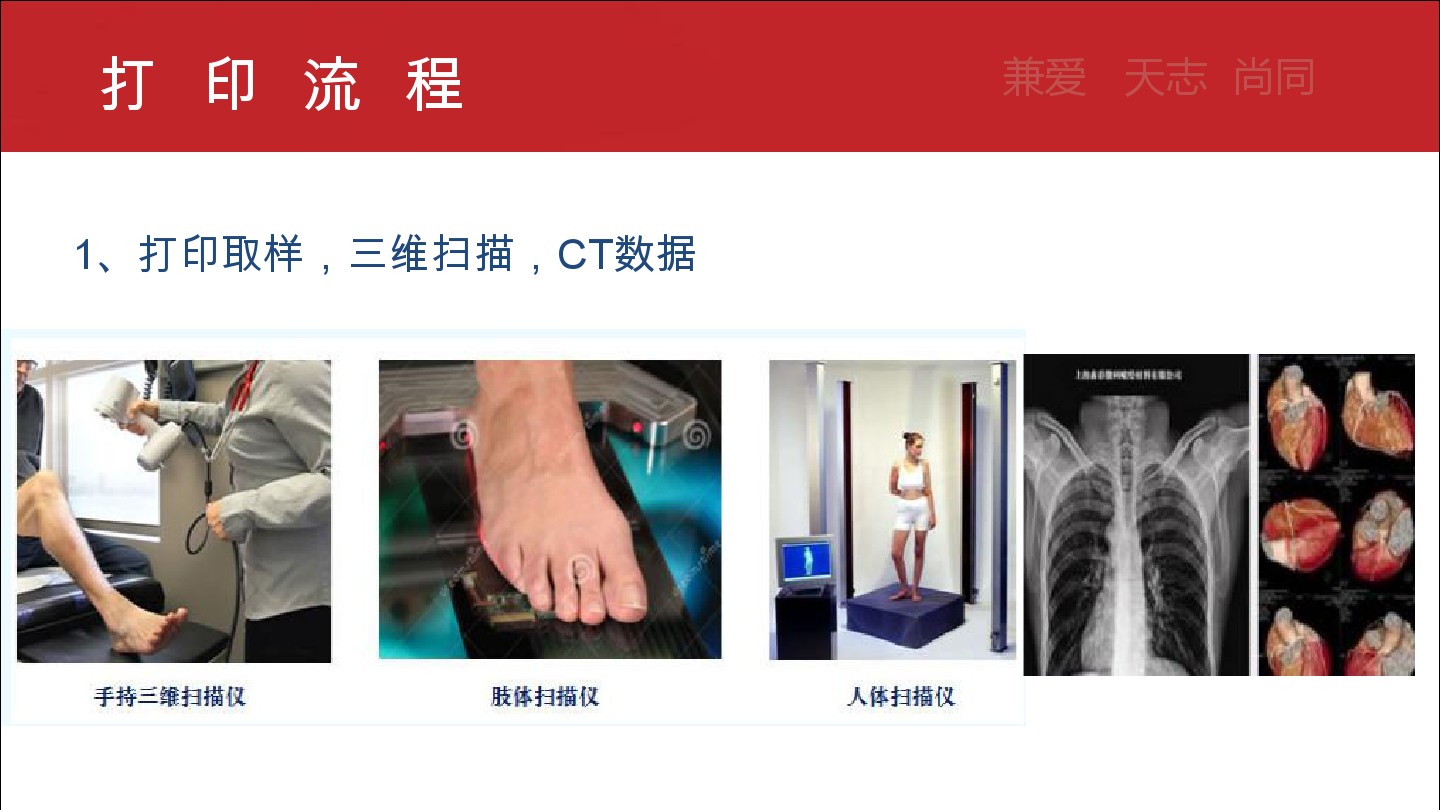 打 印 流 程
兼爱 天志 尚同
1、打印取样，三维扫描，CT数据
手持三维扫描仪
肢体扫描仪
人体扫描仪